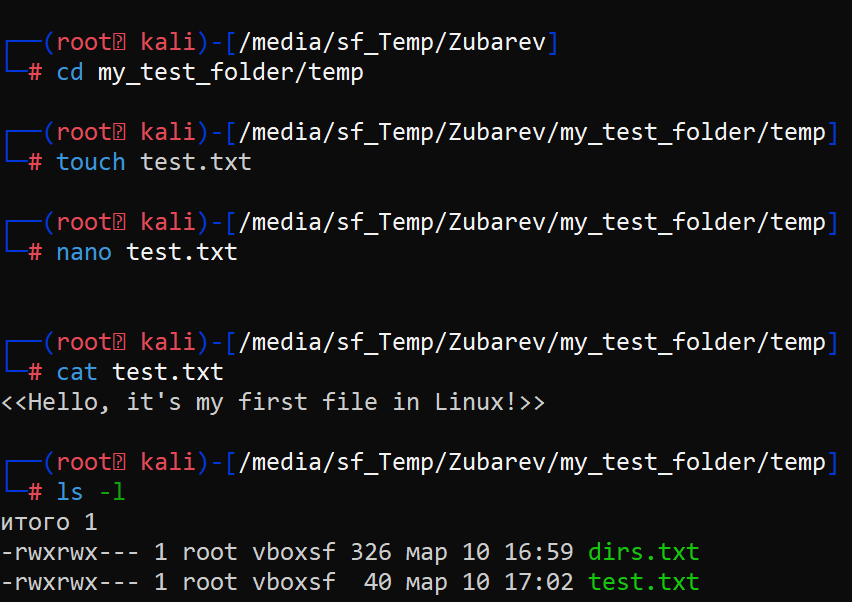 ┌──(root㉿ kali)-[/media/sf_Temp/Zubarev]
└─# cd my_test_folder/temp
┌──(root㉿ kali)-[/media/sf_Temp/Zubarev/my_test_folder/temp]
└─# touch test.txt
┌──(root㉿ kali)-[/media/sf_Temp/Zubarev/my_test_folder/temp]
└─# nano test.txt
┌──(root㉿ kali)-[/media/sf_Temp/Zubarev/my_test_folder/temp]
└─# cat test.txt
<<Hello, it's my first file in Linux!>>
┌──(root㉿ kali)-[/media/sf_Temp/Zubarev/my_test_folder/temp]
└─# ls -l
итого 1
-rwxrwx--- 1 root vboxsf 326 мар 10 16:59 dirs.txt
-rwxrwx--- 1 root vboxsf  40 мар 10 17:02 test.txt